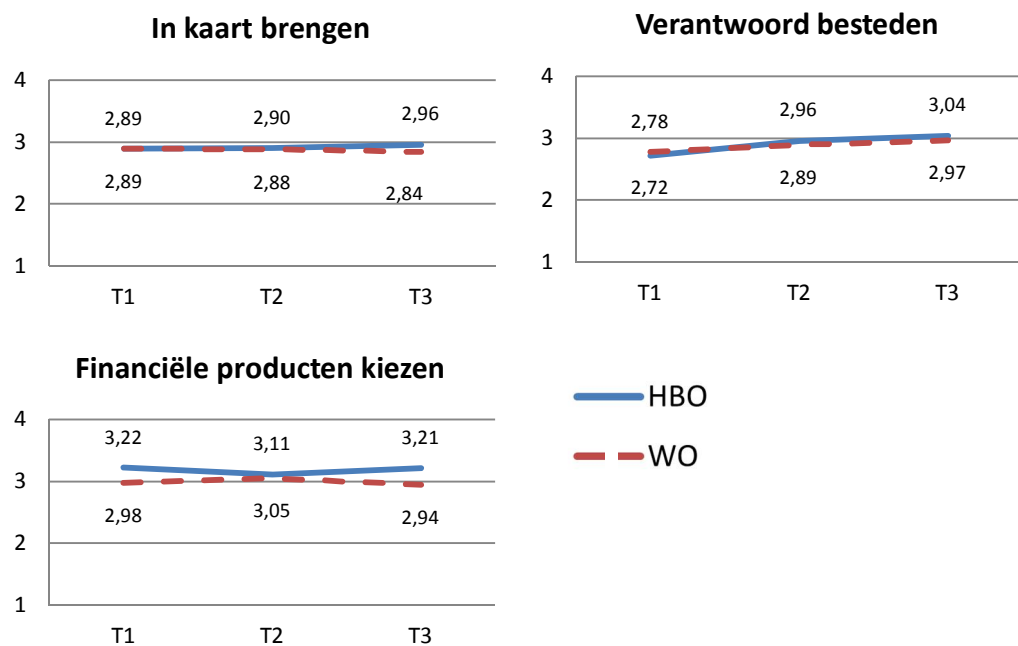 In kaart brengen
4
3
2
1
2,89
2,90
2,96
2,89
2,88
2,84
T1
T2
T3
Verantwoord besteden
4
3
2
1
2,78
2,96
3,04
2,72
2,89
2,97
T1
T2
T3
Financiële producten kiezen
4
3
2
1
3,22
3,11
3,21
2,98
3,05
2,94
T1
T2
T3
HBO
WO